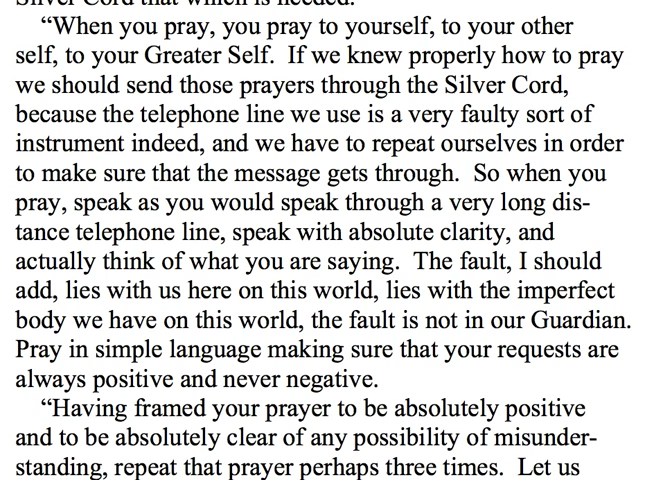 Silver Cord that which is needed.
“When you pray, you pray to yourself, to your other
self, to your Greater Self.  If we knew properly how to pray
we should send those prayers through the Silver Cord,
because the telephone line we use is a very faulty sort of
instrument indeed, and we have to repeat ourselves in order
to make sure that the message gets through.  So when you
pray, speak as you would speak through a very long dis-
tance telephone line, speak with absolute clarity, and
actually think of what you are saying.  The fault, I should
add, lies with us here on this world, lies with the imperfect
body we have on this world, the fault is not in our Guardian.
Pray in simple language making sure that your requests are
always positive and never negative.
“Having framed your prayer to be absolutely positive
and to be absolutely clear of any possibility of misunder-
standing, repeat that prayer perhaps three times.  Let us